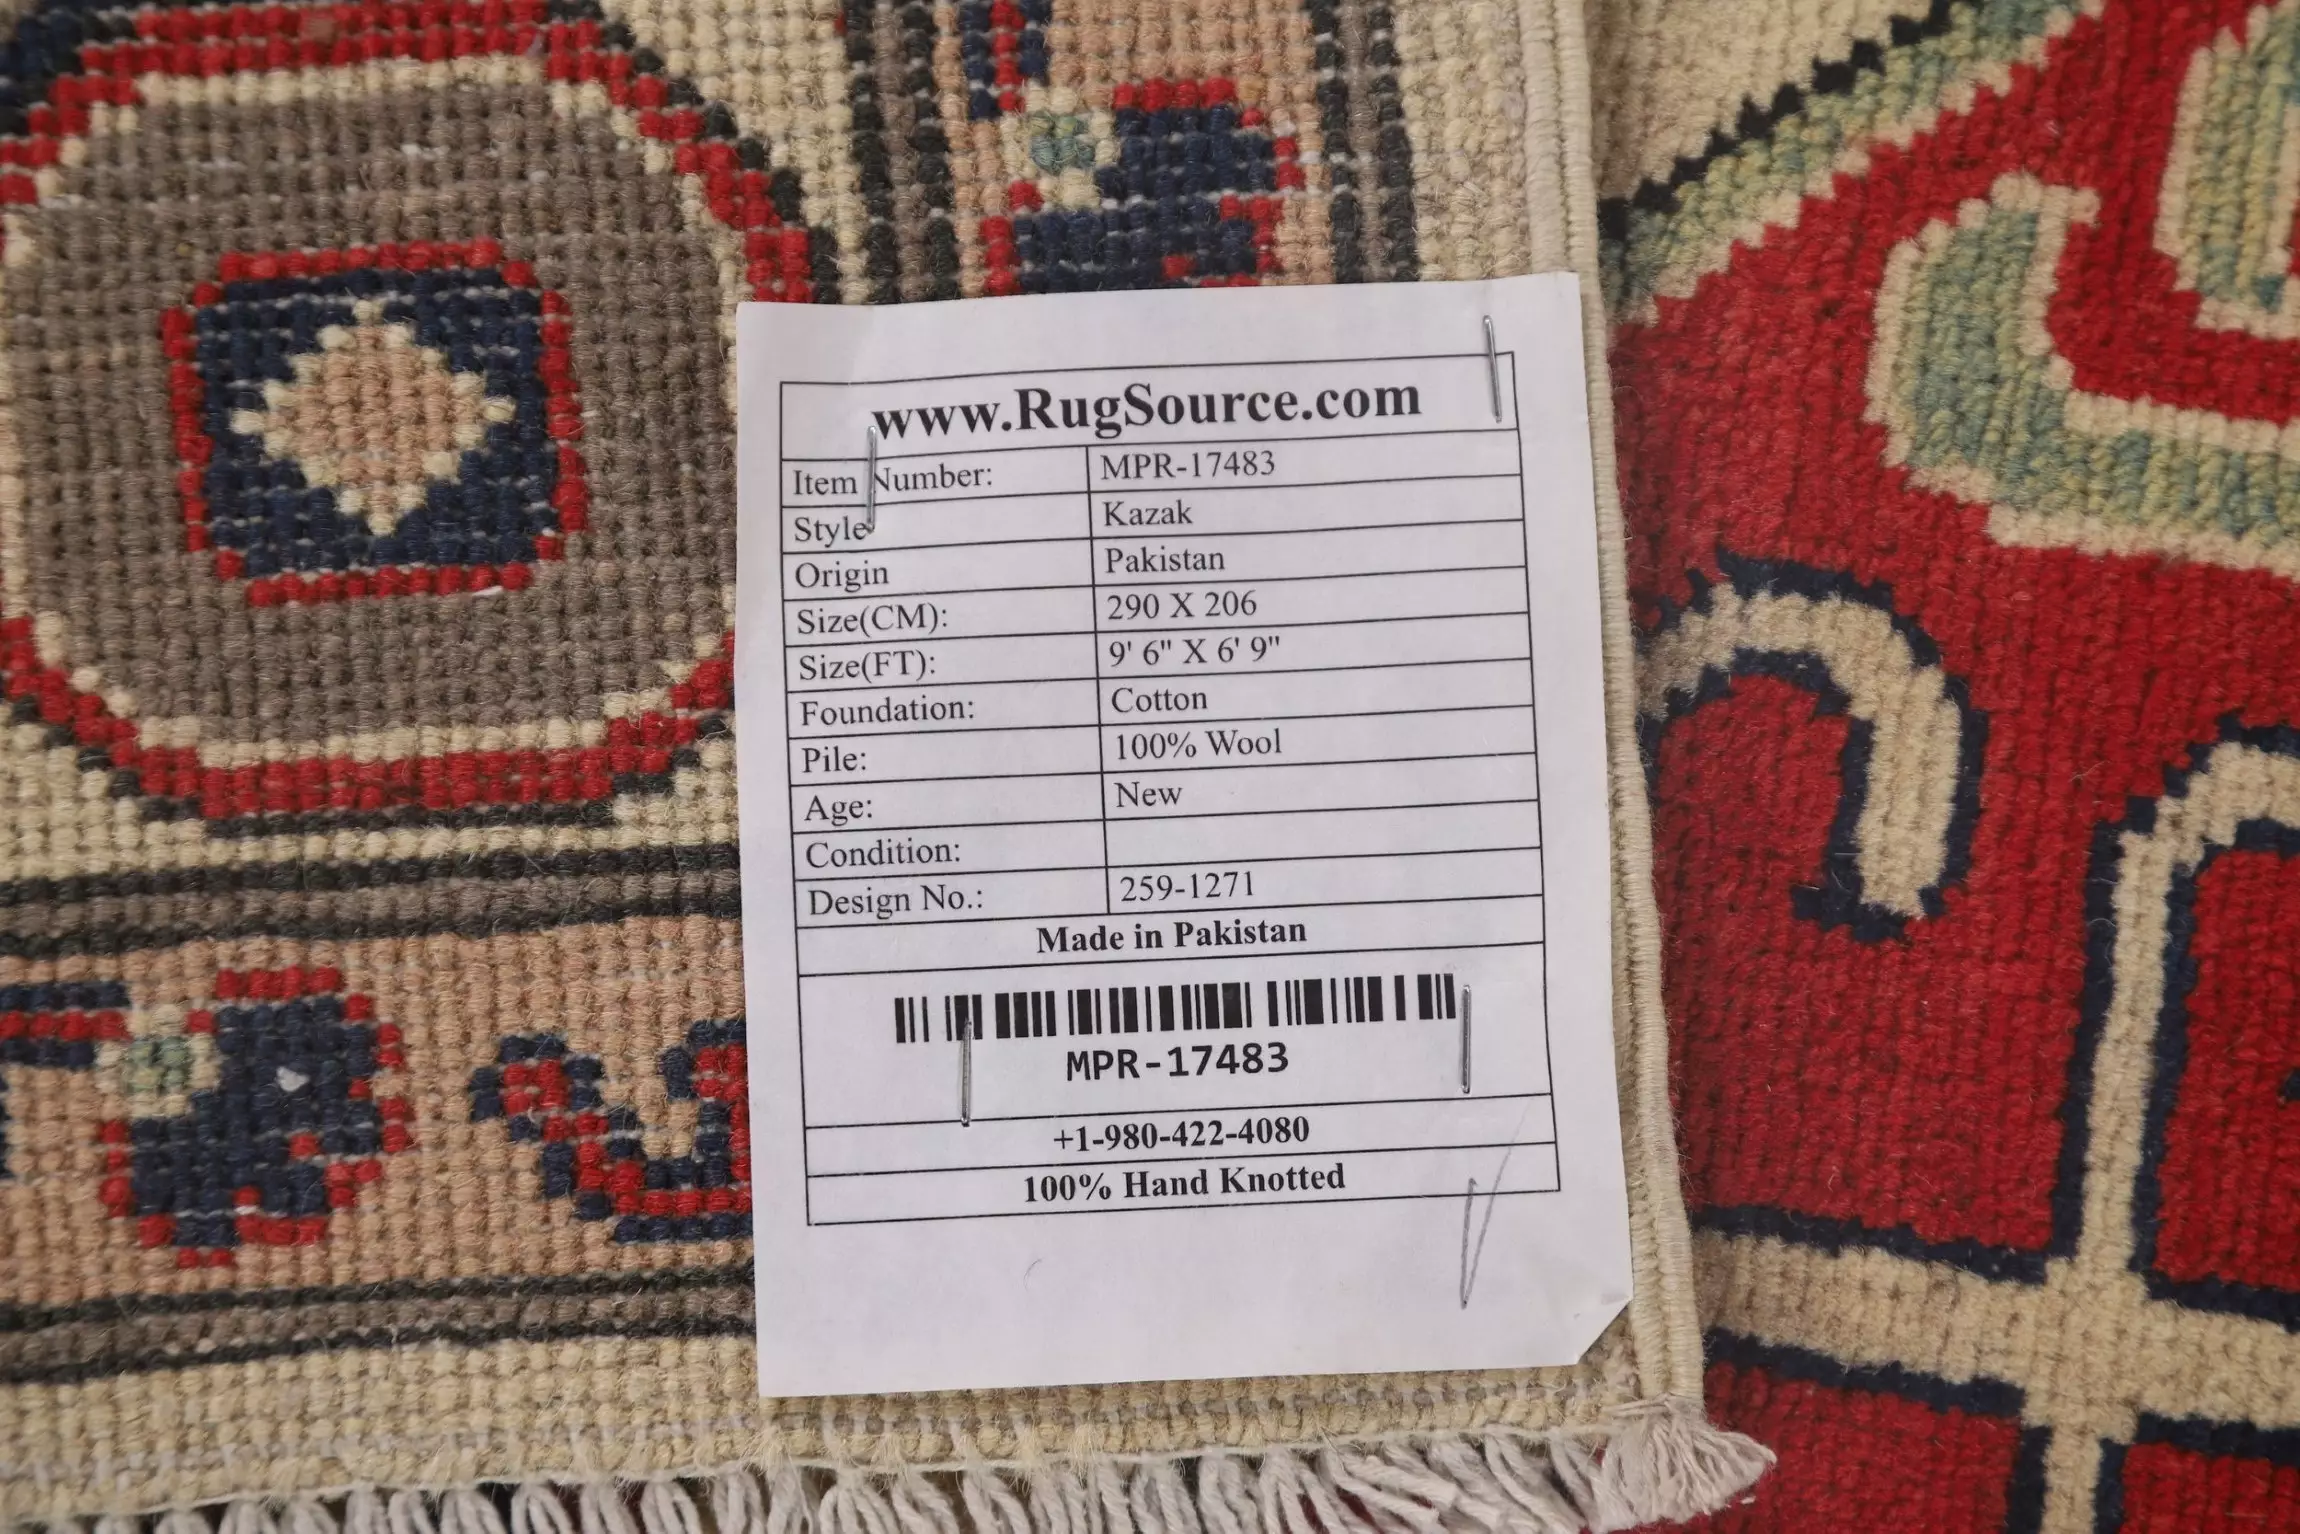 www.RugSource.com
Item Number: MPR-17483
Style Kazak
Origin Pakistan
Size(CM): 290 X 206
Size(FT): 9' 6" X 6' 9"
Foundation: Cotton
Pile: 100% Wool
Age: New
Condition:
Design No.: 259-1271
Made in Pakistan
MPR-17483
+1-980-422-4080
100% Hand Knotted